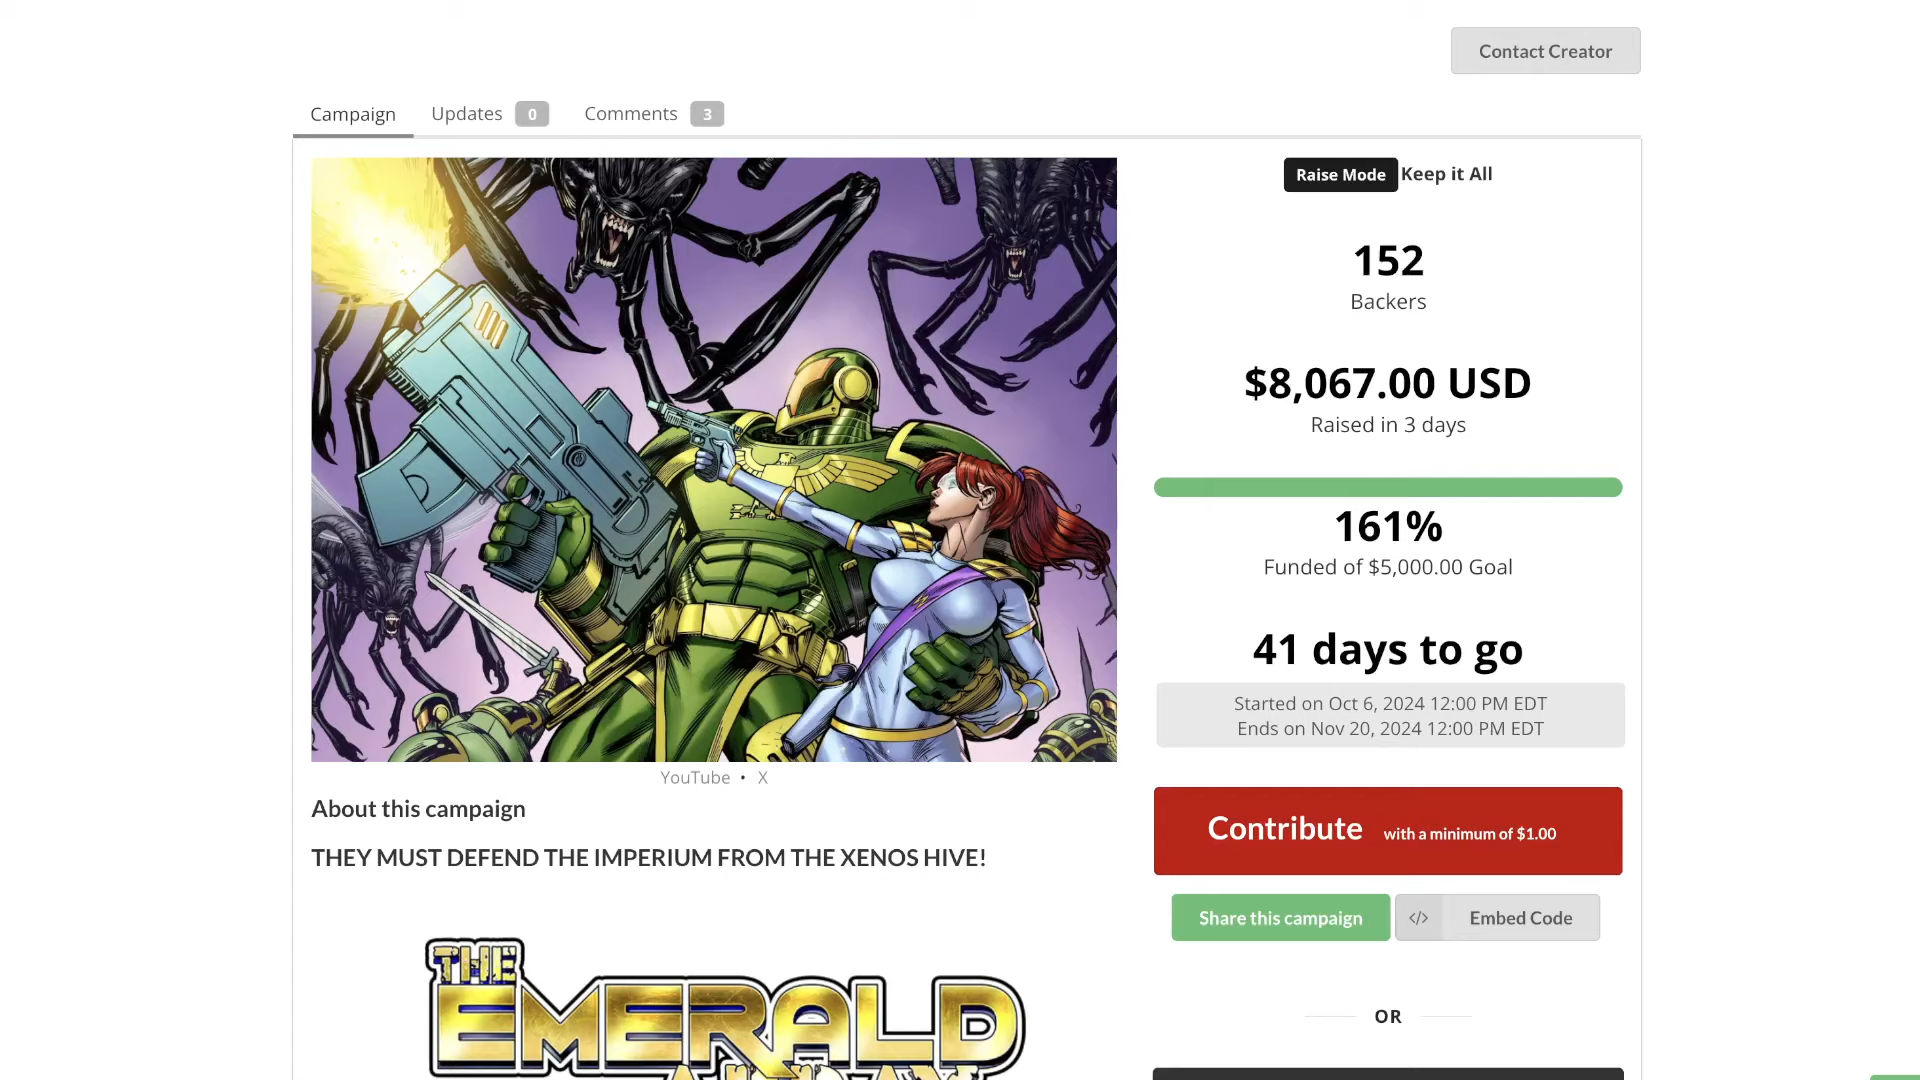 Contact Creator
Campaign
Updates 0
Comments 3
Raise Mode Keep it All
152
Backers
$8,067.00 USD
Raised in 3 days
161%
Funded of $5,000.00 Goal
41 days to go
Started on Oct 6, 2024 12:00 PM EDT
Ends on Nov 20, 2024 12:00 PM EDT
YouTube • X
About this campaign
THEY MUST DEFEND THE IMPERIUM FROM THE XENOS HIVE!
Contribute with a minimum of $1.00
Share this campaign
</> Embed Code
OR
THE
EMERALD